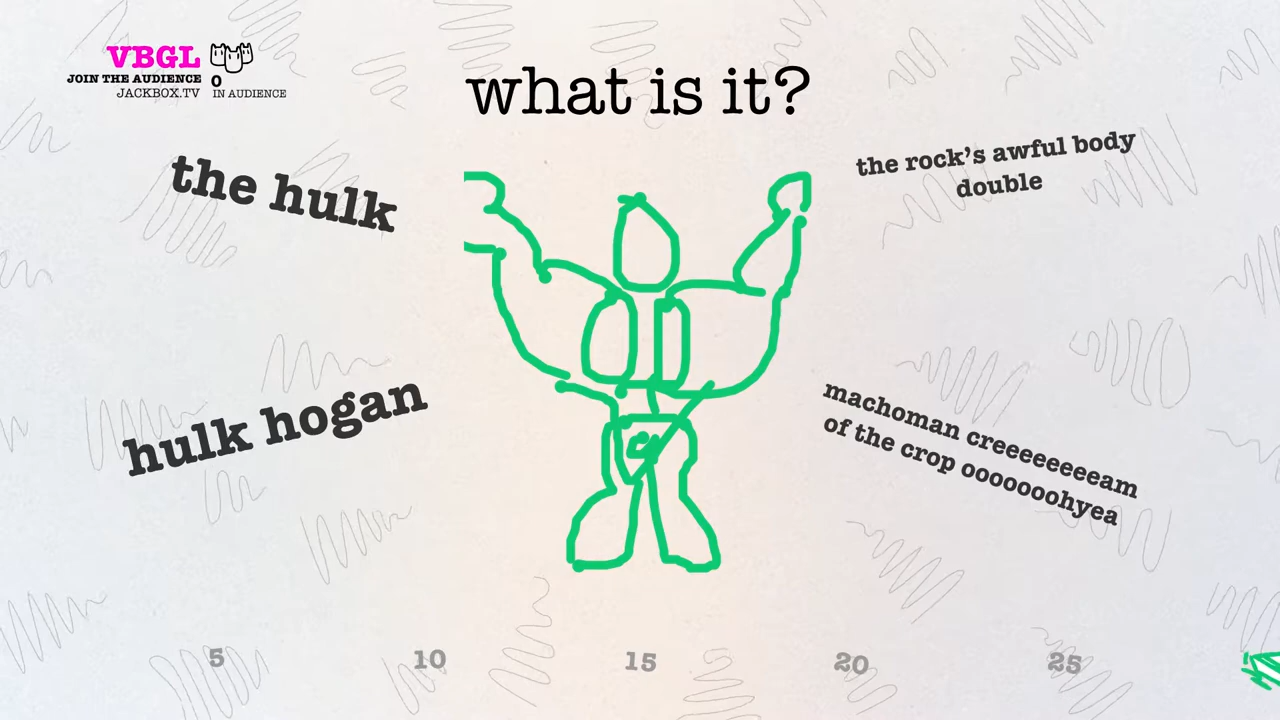 VBGL
JOIN THE AUDIENCE
JACKBOX.TV
0
IN AUDIENCE
what is it?
the hulk
the rock's awful body
double
hulk hogan
machoman creeeeeeeeam
of the crop ooooooohyea
5
10
15
20
25